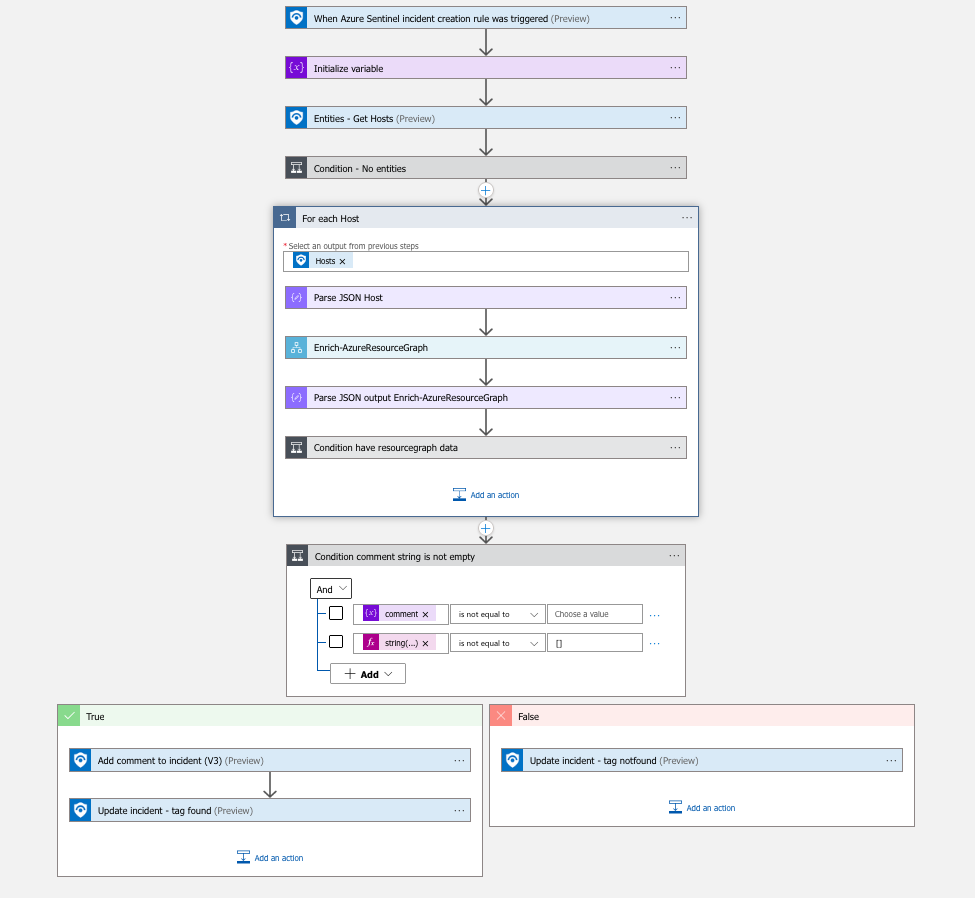 When Azure Sentinel incident creation rule was triggered (Preview)
{x} Initialize variable
Entities - Get Hosts (Preview)
Condition - No entities
For each Host
* Select an output from previous steps
Hosts ×
Parse JSON Host
Enrich-AzureResourceGraph
Parse JSON output Enrich-AzureResourceGraph
Condition have resourcegraph data
Add an action
Condition comment string is not empty
And
{x} comment × is not equal to Choose a value
fx string(...) × is not equal to []
+ Add
True
Add comment to incident (V3) (Preview)
Update incident - tag found (Preview)
Add an action
False
Update incident - tag notfound (Preview)
Add an action